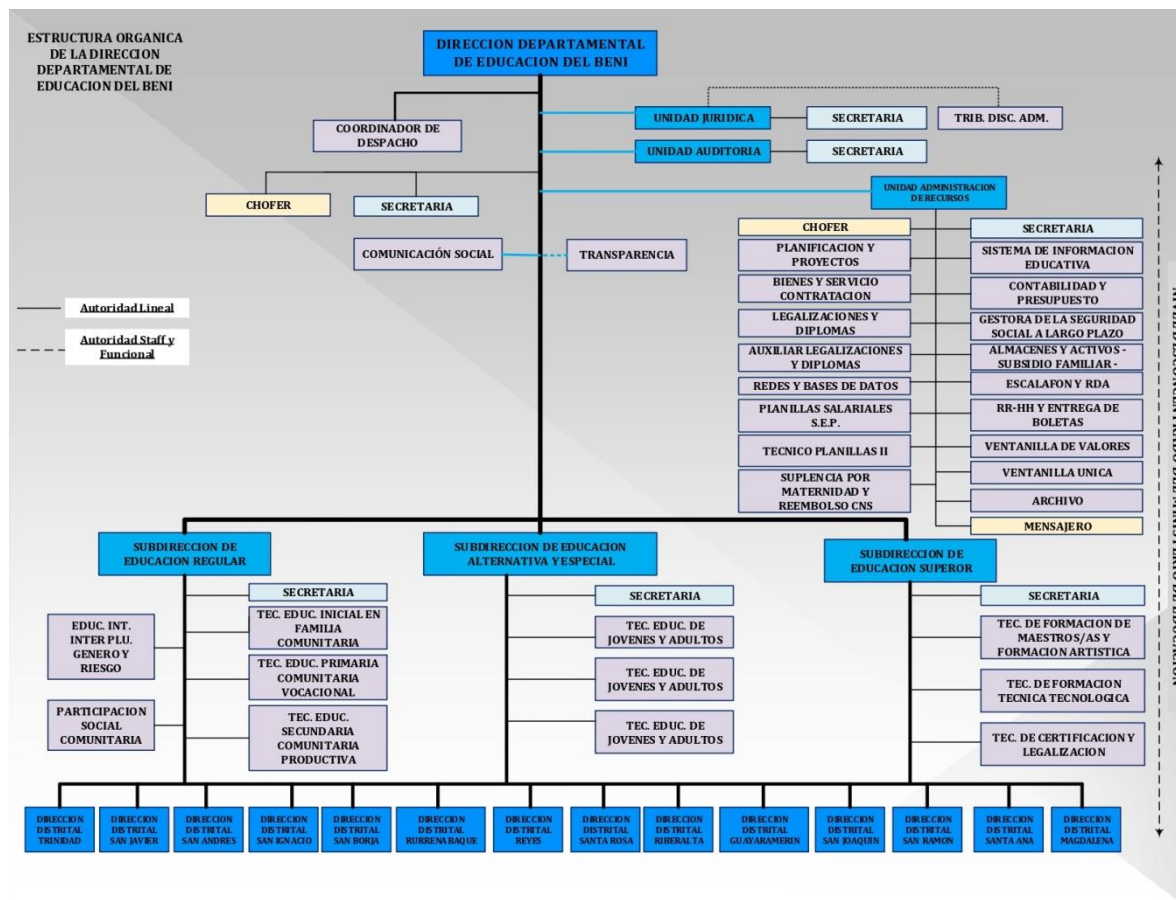 ESTRUCTURA ORGANICA
DE LA DIRECCION
DEPARTAMENTAL DE
EDUCACION DEL BENI
DIRECCION DEPARTAMENTAL
DE EDUCACION DEL BENI
COORDINADOR DE
DESPACHO
UNIDAD JURIDICA
SECRETARIA
TRIB. DISC. ADM.
UNIDAD AUDITORIA
SECRETARIA
CHOFER
SECRETARIA
UNIDAD ADMINISTRACION
DE RECURSOS
COMUNICACIÓN SOCIAL
TRANSPARENCIA
Autoridad Lineal
Autoridad Staff y
Funcional
CHOFER
PLANIFICACION Y
PROYECTOS
BIENES Y SERVICIO
CONTRATACION
LEGALIZACIONES Y
DIPLOMAS
AUXILIAR LEGALIZACIONES
Y DIPLOMAS
REDES Y BASES DE DATOS
PLANILLAS SALARIALES
S.E.P.
TECNICO PLANILLAS II
SUPLENCIA POR
MATERNIDAD Y
REEMBOLSO CNS
SECRETARIA
SISTEMA DE INFORMACION
EDUCATIVA
CONTABILIDAD Y
PRESUPUESTO
GESTORA DE LA SEGURIDAD
SOCIAL A LARGO PLAZO
ALMACENES Y ACTIVOS -
SUBSIDIO FAMILIAR -
ESCALAFON Y RDA
RR-HH Y ENTREGA DE
BOLETAS
VENTANILLA DE VALORES
VENTANILLA UNICA
ARCHIVO
MENSAJERO
SUBDIRECCION DE
EDUCACION REGULAR
SECRETARIA
EDUC. INT.
INTER PLU.
GENERO Y
RIESGO
TEC. EDUC. INICIAL EN
FAMILIA
COMUNITARIA
TEC. EDUC. PRIMARIA
COMUNITARIA
VOCACIONAL
PARTICIPACION
SOCIAL
COMUNITARIA
TEC. EDUC.
SECUNDARIA
COMUNITARIA
PRODUCTIVA
SUBDIRECCION DE EDUCACION
ALTERNATIVA Y ESPECIAL
SECRETARIA
TEC. EDUC. DE
JOVENES Y ADULTOS
TEC. EDUC. DE
JOVENES Y ADULTOS
TEC. EDUC. DE
JOVENES Y ADULTOS
SUBDIRECCION DE
EDUCACION SUPEROR
SECRETARIA
TEC. DE FORMACION DE
MAESTROS/AS Y
FORMACION ARTISTICA
TEC. DE FORMACION
TECNICA TECNOLOGICA
TEC. DE CERTIFICACION Y
LEGALIZACION
DIRECCION
DISTRITAL
TRINIDAD
DIRECCION
DISTRITAL
SAN JAVIER
DIRECCION
DISTRITAL
SAN ANDRES
DIRECCION
DISTRITAL
SAN IGNACIO
DIRECCION
DISTRITAL
SAN BORJA
DIRECCION
DISTRITAL
RURRENABAQUE
DIRECCION
DISTRITAL
REYES
DIRECCION
DISTRITAL
SANTA ROSA
DIRECCION
DISTRITAL
RIBERALTA
DIRECCION
DISTRITAL
GUAYARAMERIN
DIRECCION
DISTRITAL
SAN JOAQUIN
DIRECCION
DISTRITAL
SAN RAMON
DIRECCION
DISTRITAL
SANTA ANA
DIRECCION
DISTRITAL
MAGDALENA